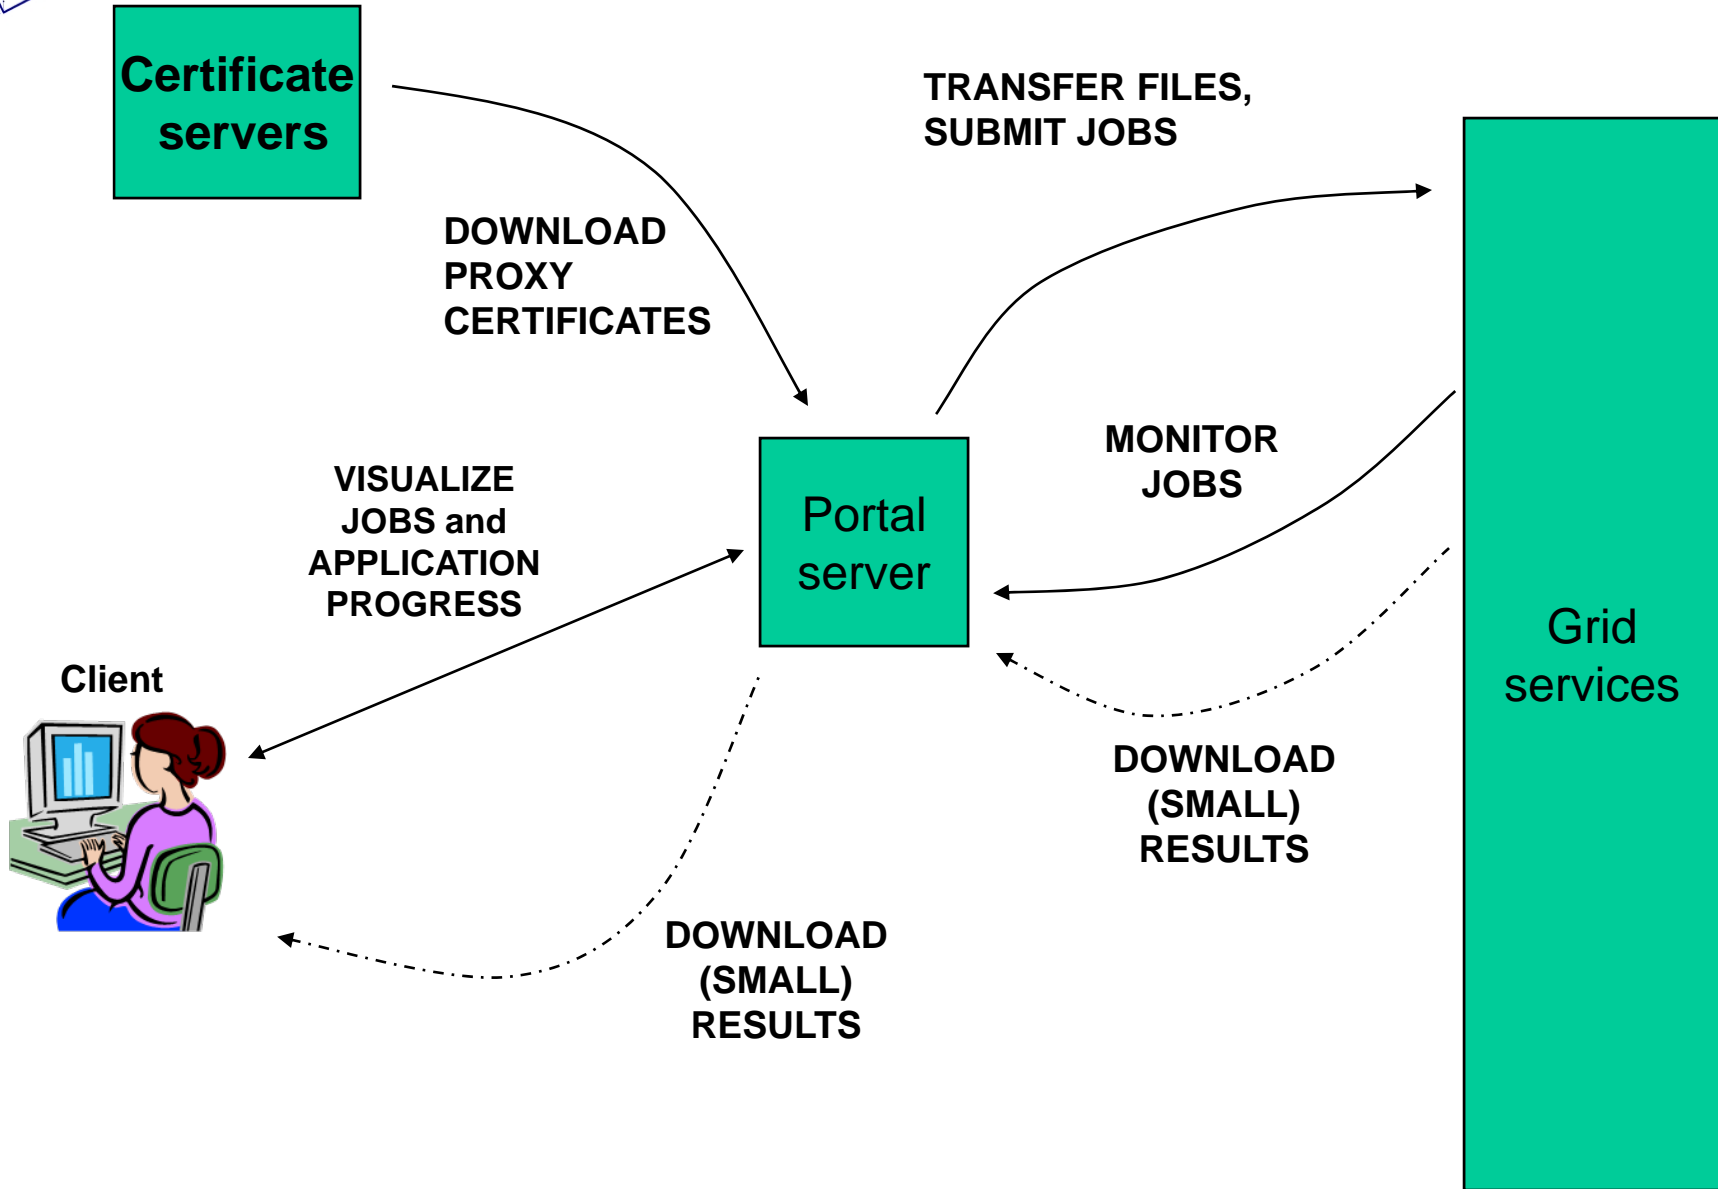 Certificate
servers
TRANSFER FILES,
SUBMIT JOBS
DOWNLOAD
PROXY
CERTIFICATES
MONITOR
JOBS
VISUALIZE
JOBS and
APPLICATION
PROGRESS
Portal
server
Grid
services
Client
DOWNLOAD
(SMALL)
RESULTS
DOWNLOAD
(SMALL)
RESULTS